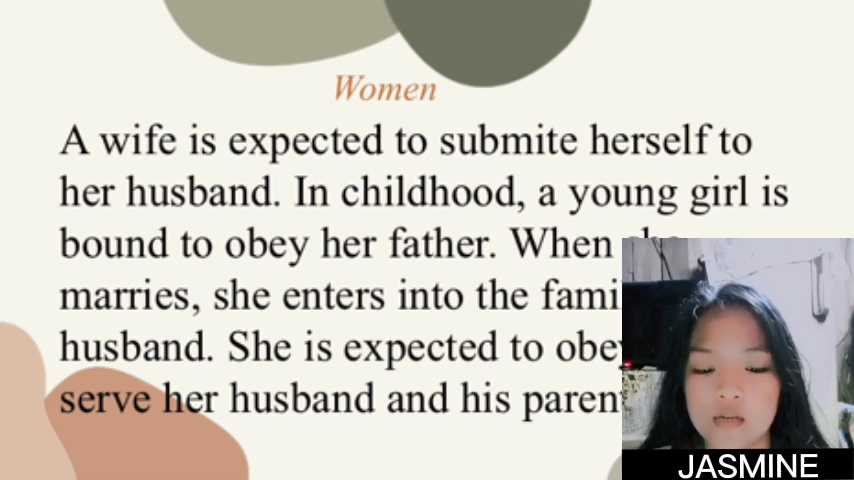 Women
A wife is expected to submite herself to
her husband. In childhood, a young girl is
bound to obey her father. When she
marries, she enters into the
husband. She is expected to
serve her husband and his
JASMINE